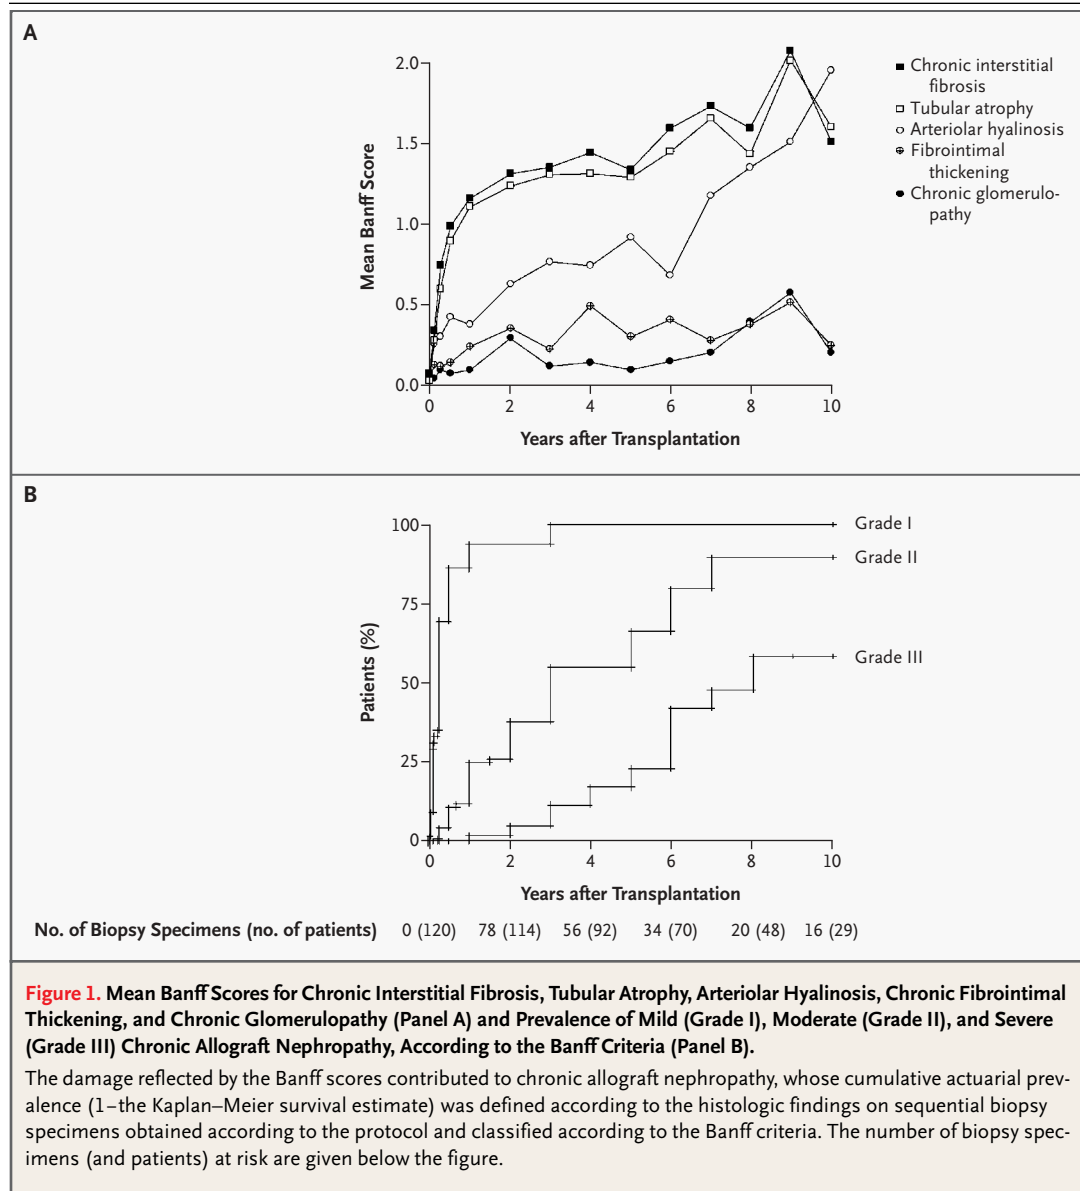 A
2.0
1.5
1.0
0.5
0.0
Mean Banff Score
0 2 4 6 8 10
Years after Transplantation
Chronic interstitial
fibrosis
Tubular atrophy
Arteriolar hyalinosis
Fibrointimal
thickening
Chronic glomerulo-
pathy
B
100
75
50
25
0
Patients (%)
Grade I
Grade II
Grade III
0 2 4 6 8 10
Years after Transplantation
No. of Biopsy Specimens (no. of patients) 0 (120) 78 (114) 56 (92) 34 (70) 20 (48) 16 (29)
Figure 1. Mean Banff Scores for Chronic Interstitial Fibrosis, Tubular Atrophy, Arteriolar Hyalinosis, Chronic Fibrointimal
Thickening, and Chronic Glomerulopathy (Panel A) and Prevalence of Mild (Grade I), Moderate (Grade II), and Severe
(Grade III) Chronic Allograft Nephropathy, According to the Banff Criteria (Panel B).
The damage reflected by the Banff scores contributed to chronic allograft nephropathy, whose cumulative actuarial prev-
alence (1–the Kaplan–Meier survival estimate) was defined according to the histologic findings on sequential biopsy
specimens obtained according to the protocol and classified according to the Banff criteria. The number of biopsy spec-
imens (and patients) at risk are given below the figure.